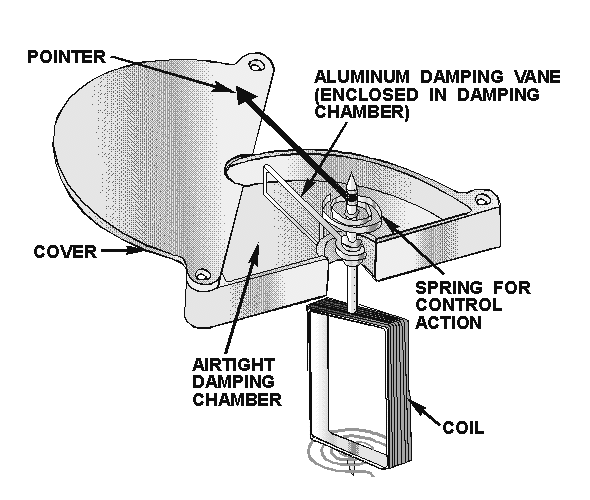 POINTER
ALUMINUM DAMPING VANE
(ENCLOSED IN DAMPING
CHAMBER)
COVER
SPRING FOR
CONTROL
ACTION
AIRTIGHT
DAMPING
CHAMBER
COIL